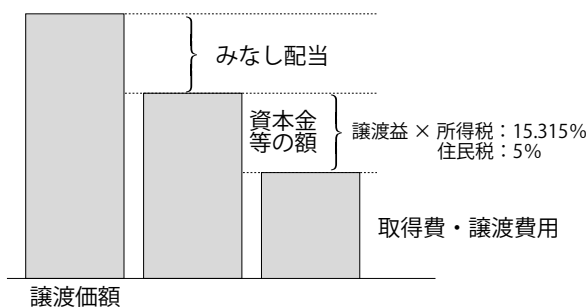 みなし配当
資本金
等の額
譲渡益 × 所得税：15.315%
住民税：5%
取得費・譲渡費用
譲渡価額